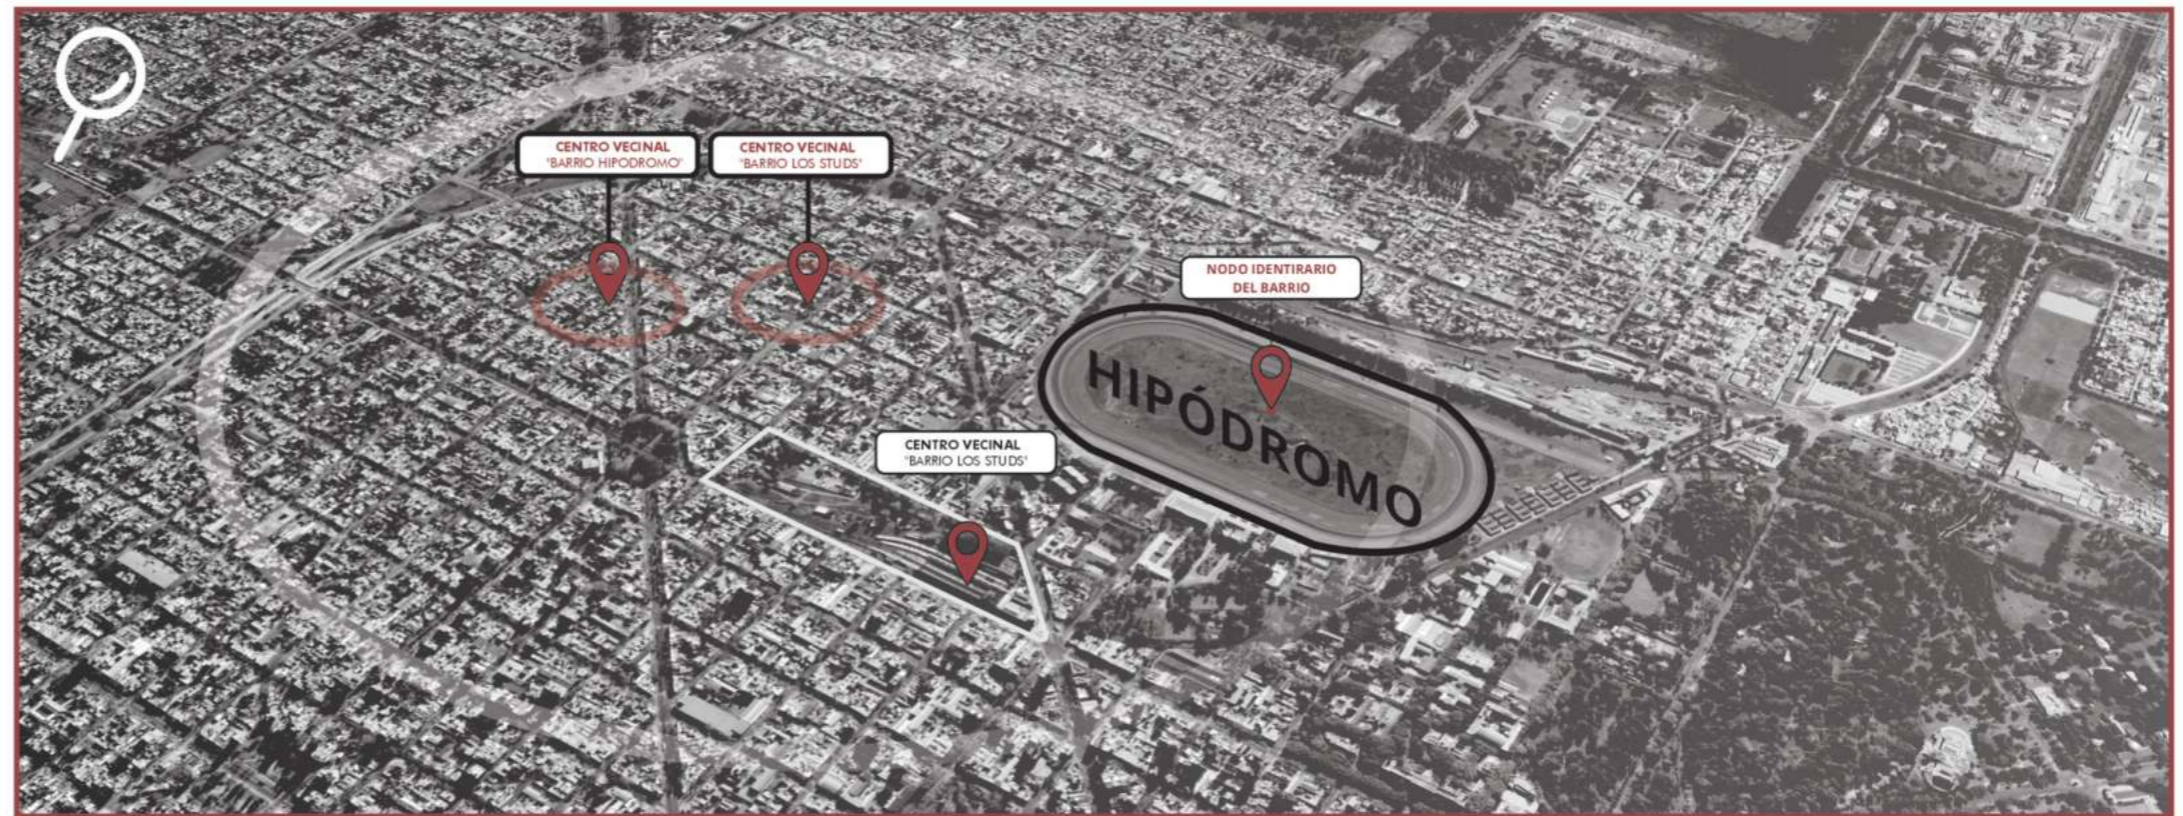 CENTRO VECINAL
"BARRIO HIPODROMO"
CENTRO VECINAL
"BARRIO LOS STUDS"
NODO IDENTIRARIO
DEL BARRIO
HIPÓDROMO
CENTRO VECINAL
"BARRIO LOS STUDS"